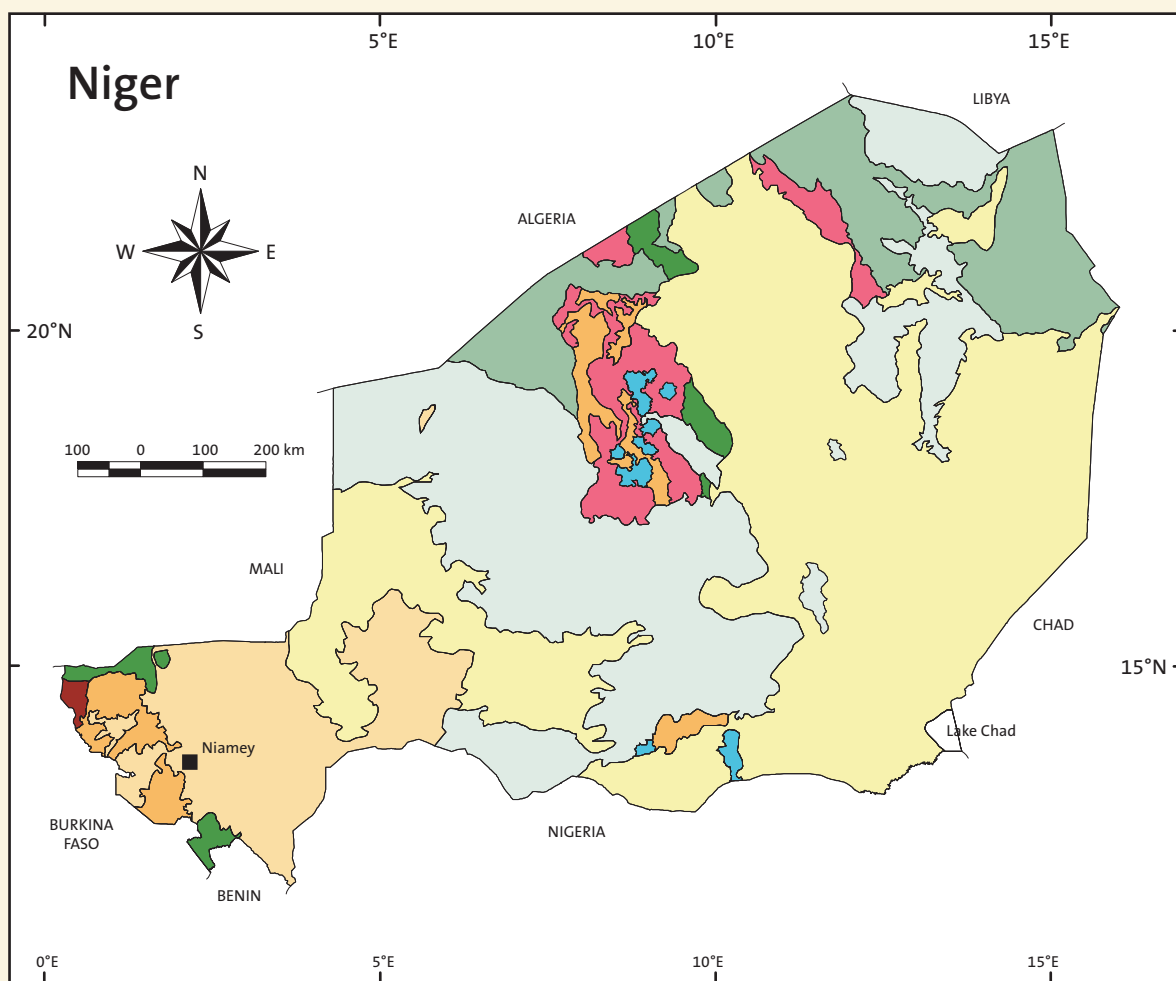 5°E
10°E
15°E
Niger
LIBYA
N
ALGERIA
W
E
S
20°N
100
0
100
200 km
MALI
CHAD
15°N
Lake Chad
Niamey
BURKINA
FASO
NIGERIA
BENIN
0°E
5°E
10°E
15°E